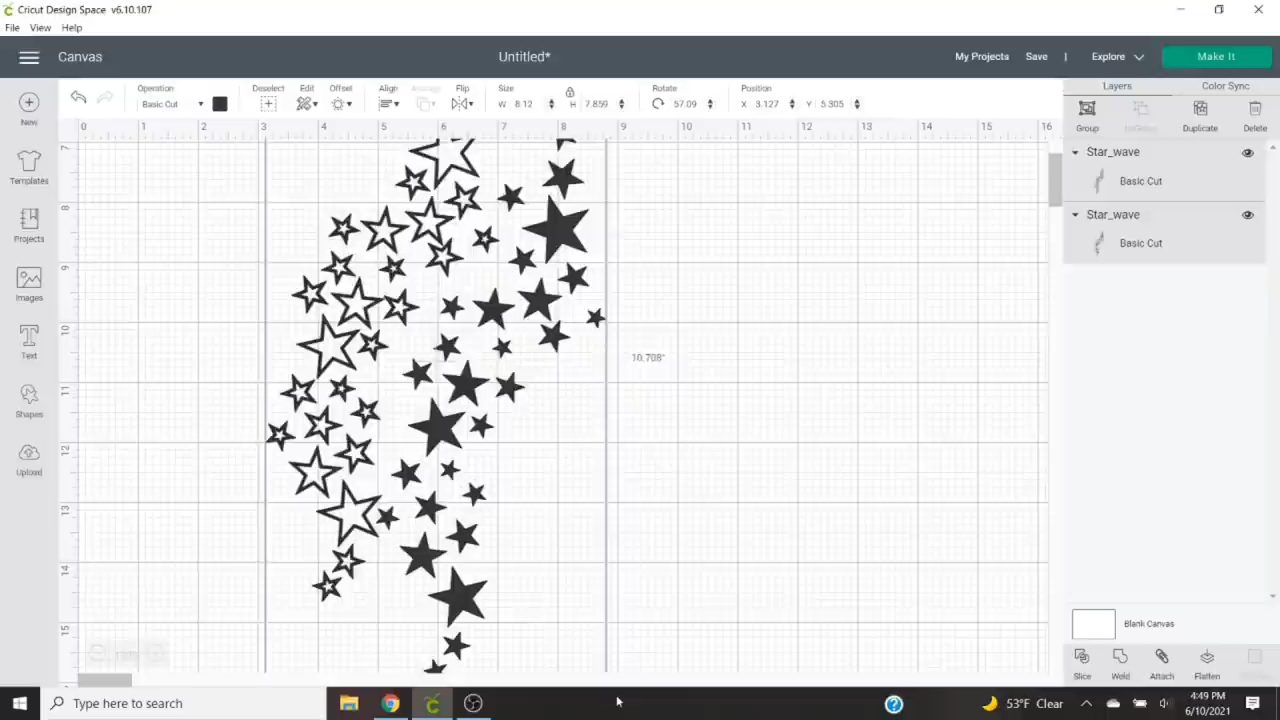 Cricut Design Space v6.10.107
File View Help
Canvas
Untitled*
My Projects Save | Explore Make It
Operation Deselect Edit Offset Align Arrange Flip Size Rotate Position
Basic Cut W 8.12 H 7.859 57.09 X 3.127 Y 5.305
Layers Color Sync
Group UnGroup Duplicate Delete
0 1 2 3 4 5 6 7 8 9 10 11 12 13 14 15 16
7
8
9
10
11
12
13
14
15
New
Templates
Projects
Images
Text
Shapes
Upload
10.708"
Star_wave
Basic Cut
Star_wave
Basic Cut
Blank Canvas
Slice Weld Attach Flatten
Type here to search
53°F Clear
4:49 PM
6/10/2021